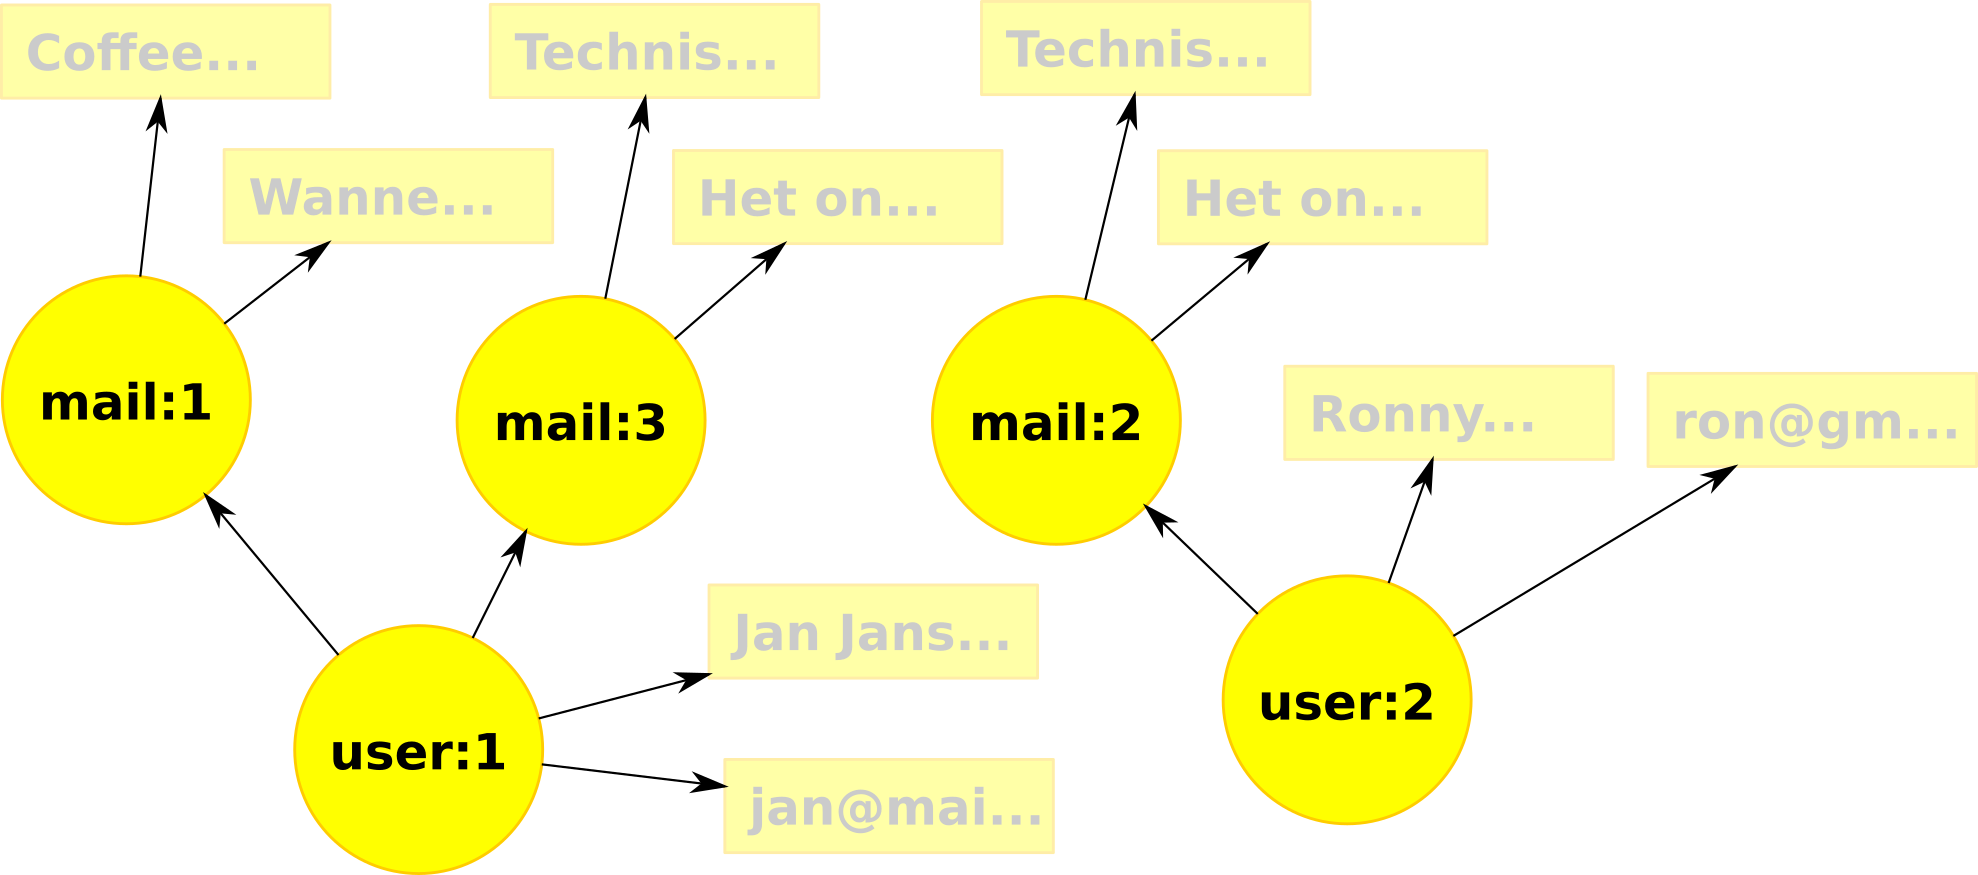 Coffee...
Technis...
Technis...
Wanne...
Het on...
Het on...
mail:1
mail:3
mail:2
Ronny...
ron@gm...
Jan Jans...
user:1
user:2
jan@mai...